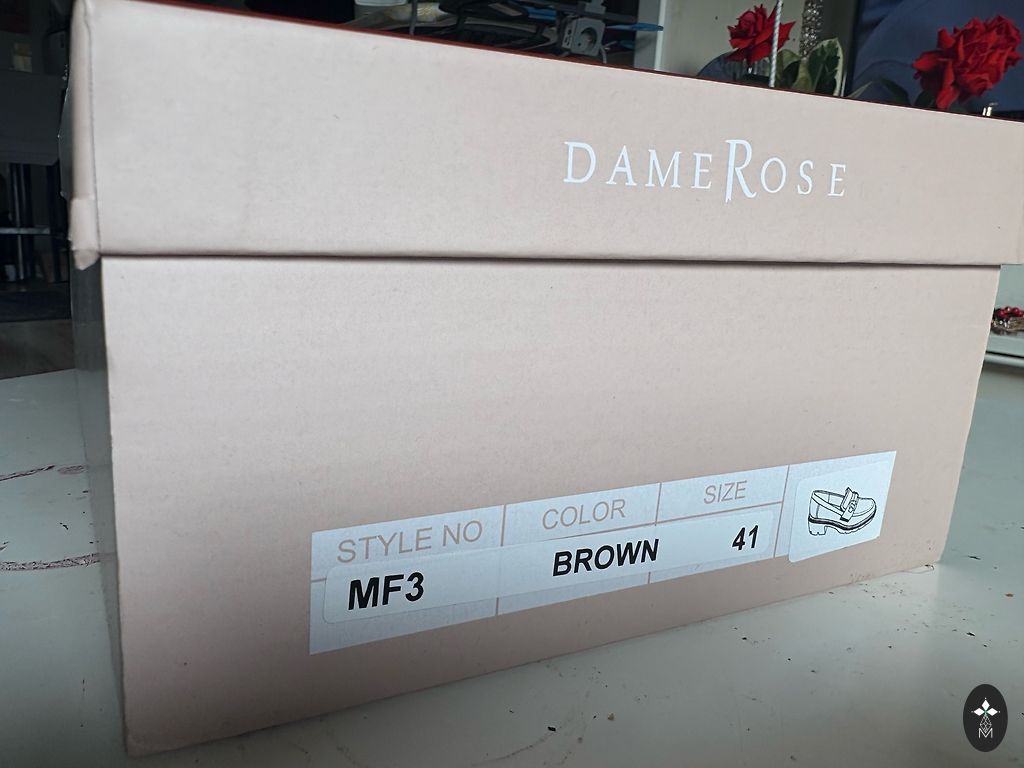 DAMEROSE
STYLE NO COLOR SIZE
MF3 BROWN 41
M